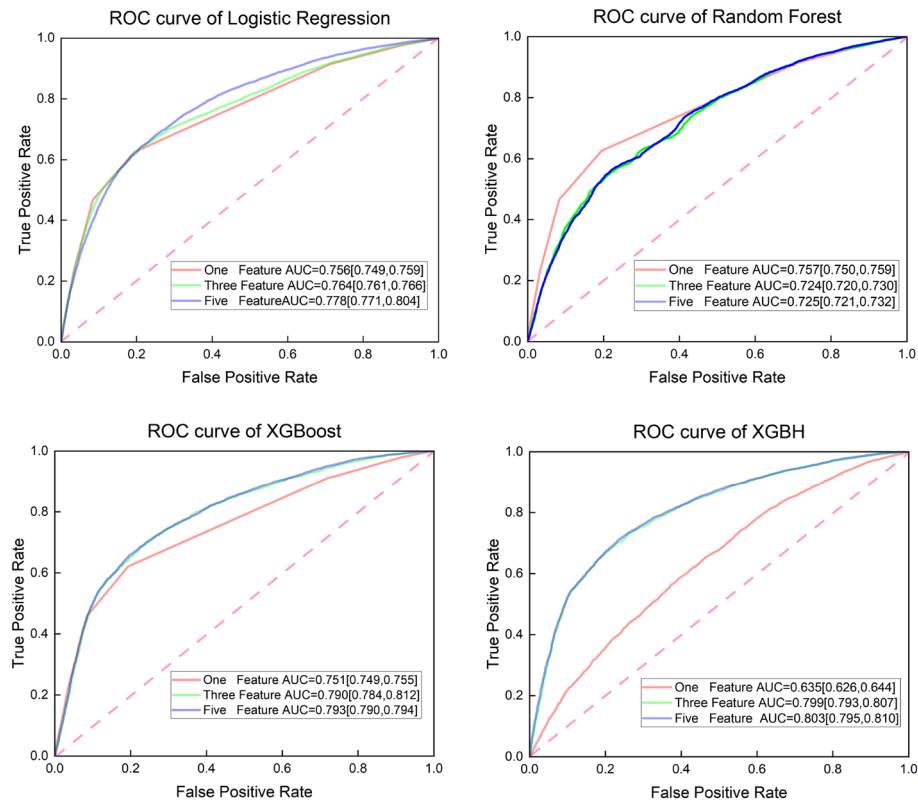 ROC curve of Logistic Regression
1.0
0.8
0.6
0.4
0.2
0.0
True Positive Rate
One Feature AUC=0.756[0.749,0.759]
Three Feature AUC=0.764[0.761,0.766]
Five FeatureAUC=0.778[0.771,0.804]
0.0 0.2 0.4 0.6 0.8 1.0
False Positive Rate
ROC curve of Random Forest
1.0
0.8
0.6
0.4
0.2
0.0
True Positive Rate
One Feature AUC=0.757[0.750,0.759]
Three Feature AUC=0.724[0.720,0.730]
Five Feature AUC=0.725[0.721,0.732]
0.0 0.2 0.4 0.6 0.8 1.0
False Positive Rate
ROC curve of XGBoost
1.0
0.8
0.6
0.4
0.2
0.0
True Positive Rate
One Feature AUC=0.751[0.749,0.755]
Three Feature AUC=0.790[0.784,0.812]
Five Feature AUC=0.793[0.790,0.794]
0.0 0.2 0.4 0.6 0.8 1.0
False Positive Rate
ROC curve of XGBH
1.0
0.8
0.6
0.4
0.2
0.0
True Positive Rate
One Feature AUC=0.635[0.626,0.644]
Three Feature AUC=0.799[0.793,0.807]
Five Feature AUC=0.803[0.795,0.810]
0.0 0.2 0.4 0.6 0.8 1.0
False Positive Rate